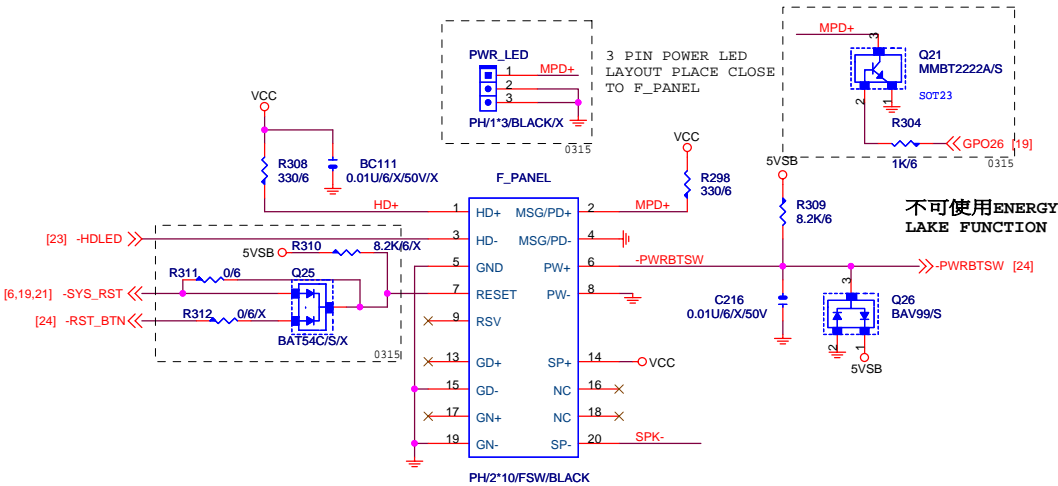 PWR_LED
1 MPD+
2
3
PH/1*3/BLACK/X
3 PIN POWER LED
LAYOUT PLACE CLOSE
TO F_PANEL
0315
MPD+
3
Q21
MMBT2222A/S
SOT23
2
1
R304
1K/6
GPO26 [19]
0315
VCC
R308
330/6
BC111
0.01U/6/X/50V/X
HD+
[23] -HDLED
5VSB
R310
8.2K/6/X
R311
0/6
Q25
[6,19,21] -SYS_RST
[24] -RST_BTN
R312
0/6/X
BAT54C/S/X
0315
F_PANEL
1 HD+ MSG/PD+ 2
3 HD- MSG/PD- 4
5 GND PW+ 6
7 RESET PW- 8
9 RSV
13 GD+ SP+ 14
15 GD- NC 16
17 GN+ NC 18
19 GN- SP- 20
PH/2*10/FSW/BLACK
VCC
R298
330/6
MPD+
5VSB
R309
8.2K/6
不可使用ENERGY
LAKE FUNCTION
-PWRBTSW
-PWRBTSW [24]
C216
0.01U/6/X/50V
3
Q26
BAV99/S
2
1
5VSB
VCC
SPK-